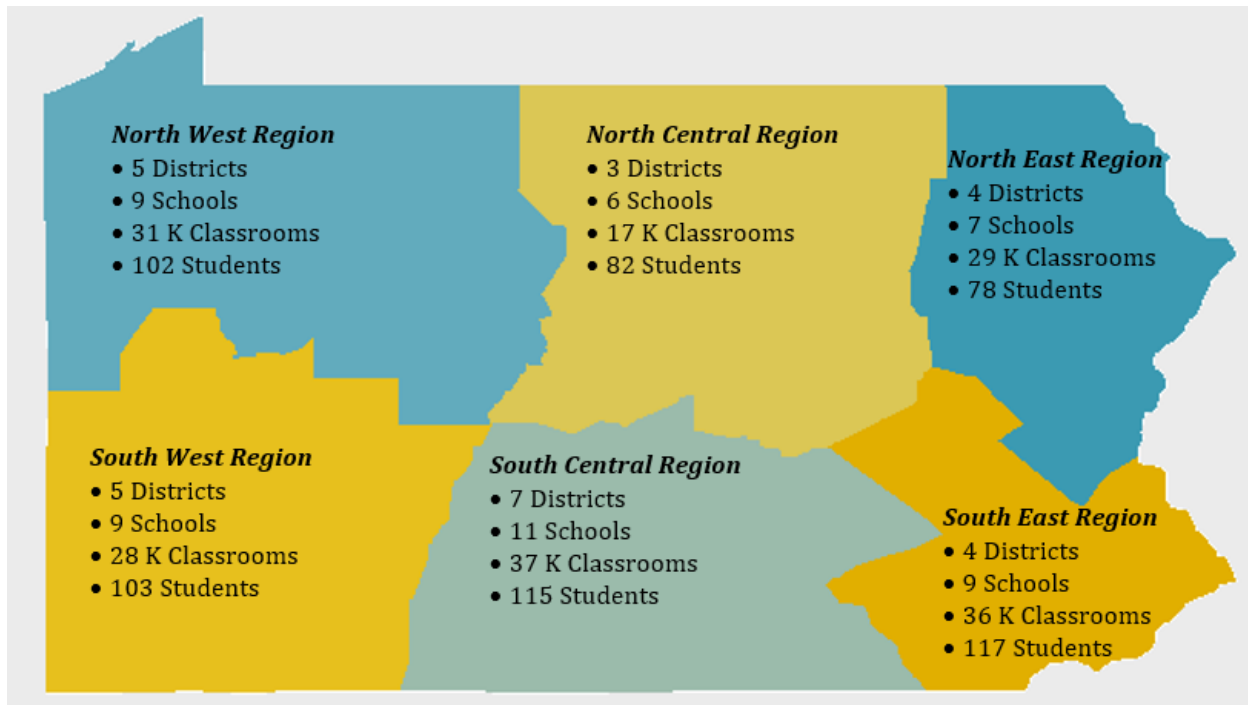 North West Region
• 5 Districts
• 9 Schools
• 31 K Classrooms
• 102 Students
North Central Region
• 3 Districts
• 6 Schools
• 17 K Classrooms
• 82 Students
North East Region
• 4 Districts
• 7 Schools
• 29 K Classrooms
• 78 Students
South West Region
• 5 Districts
• 9 Schools
• 28 K Classrooms
• 103 Students
South Central Region
• 7 Districts
• 11 Schools
• 37 K Classrooms
• 115 Students
South East Region
• 4 Districts
• 9 Schools
• 36 K Classrooms
• 117 Students